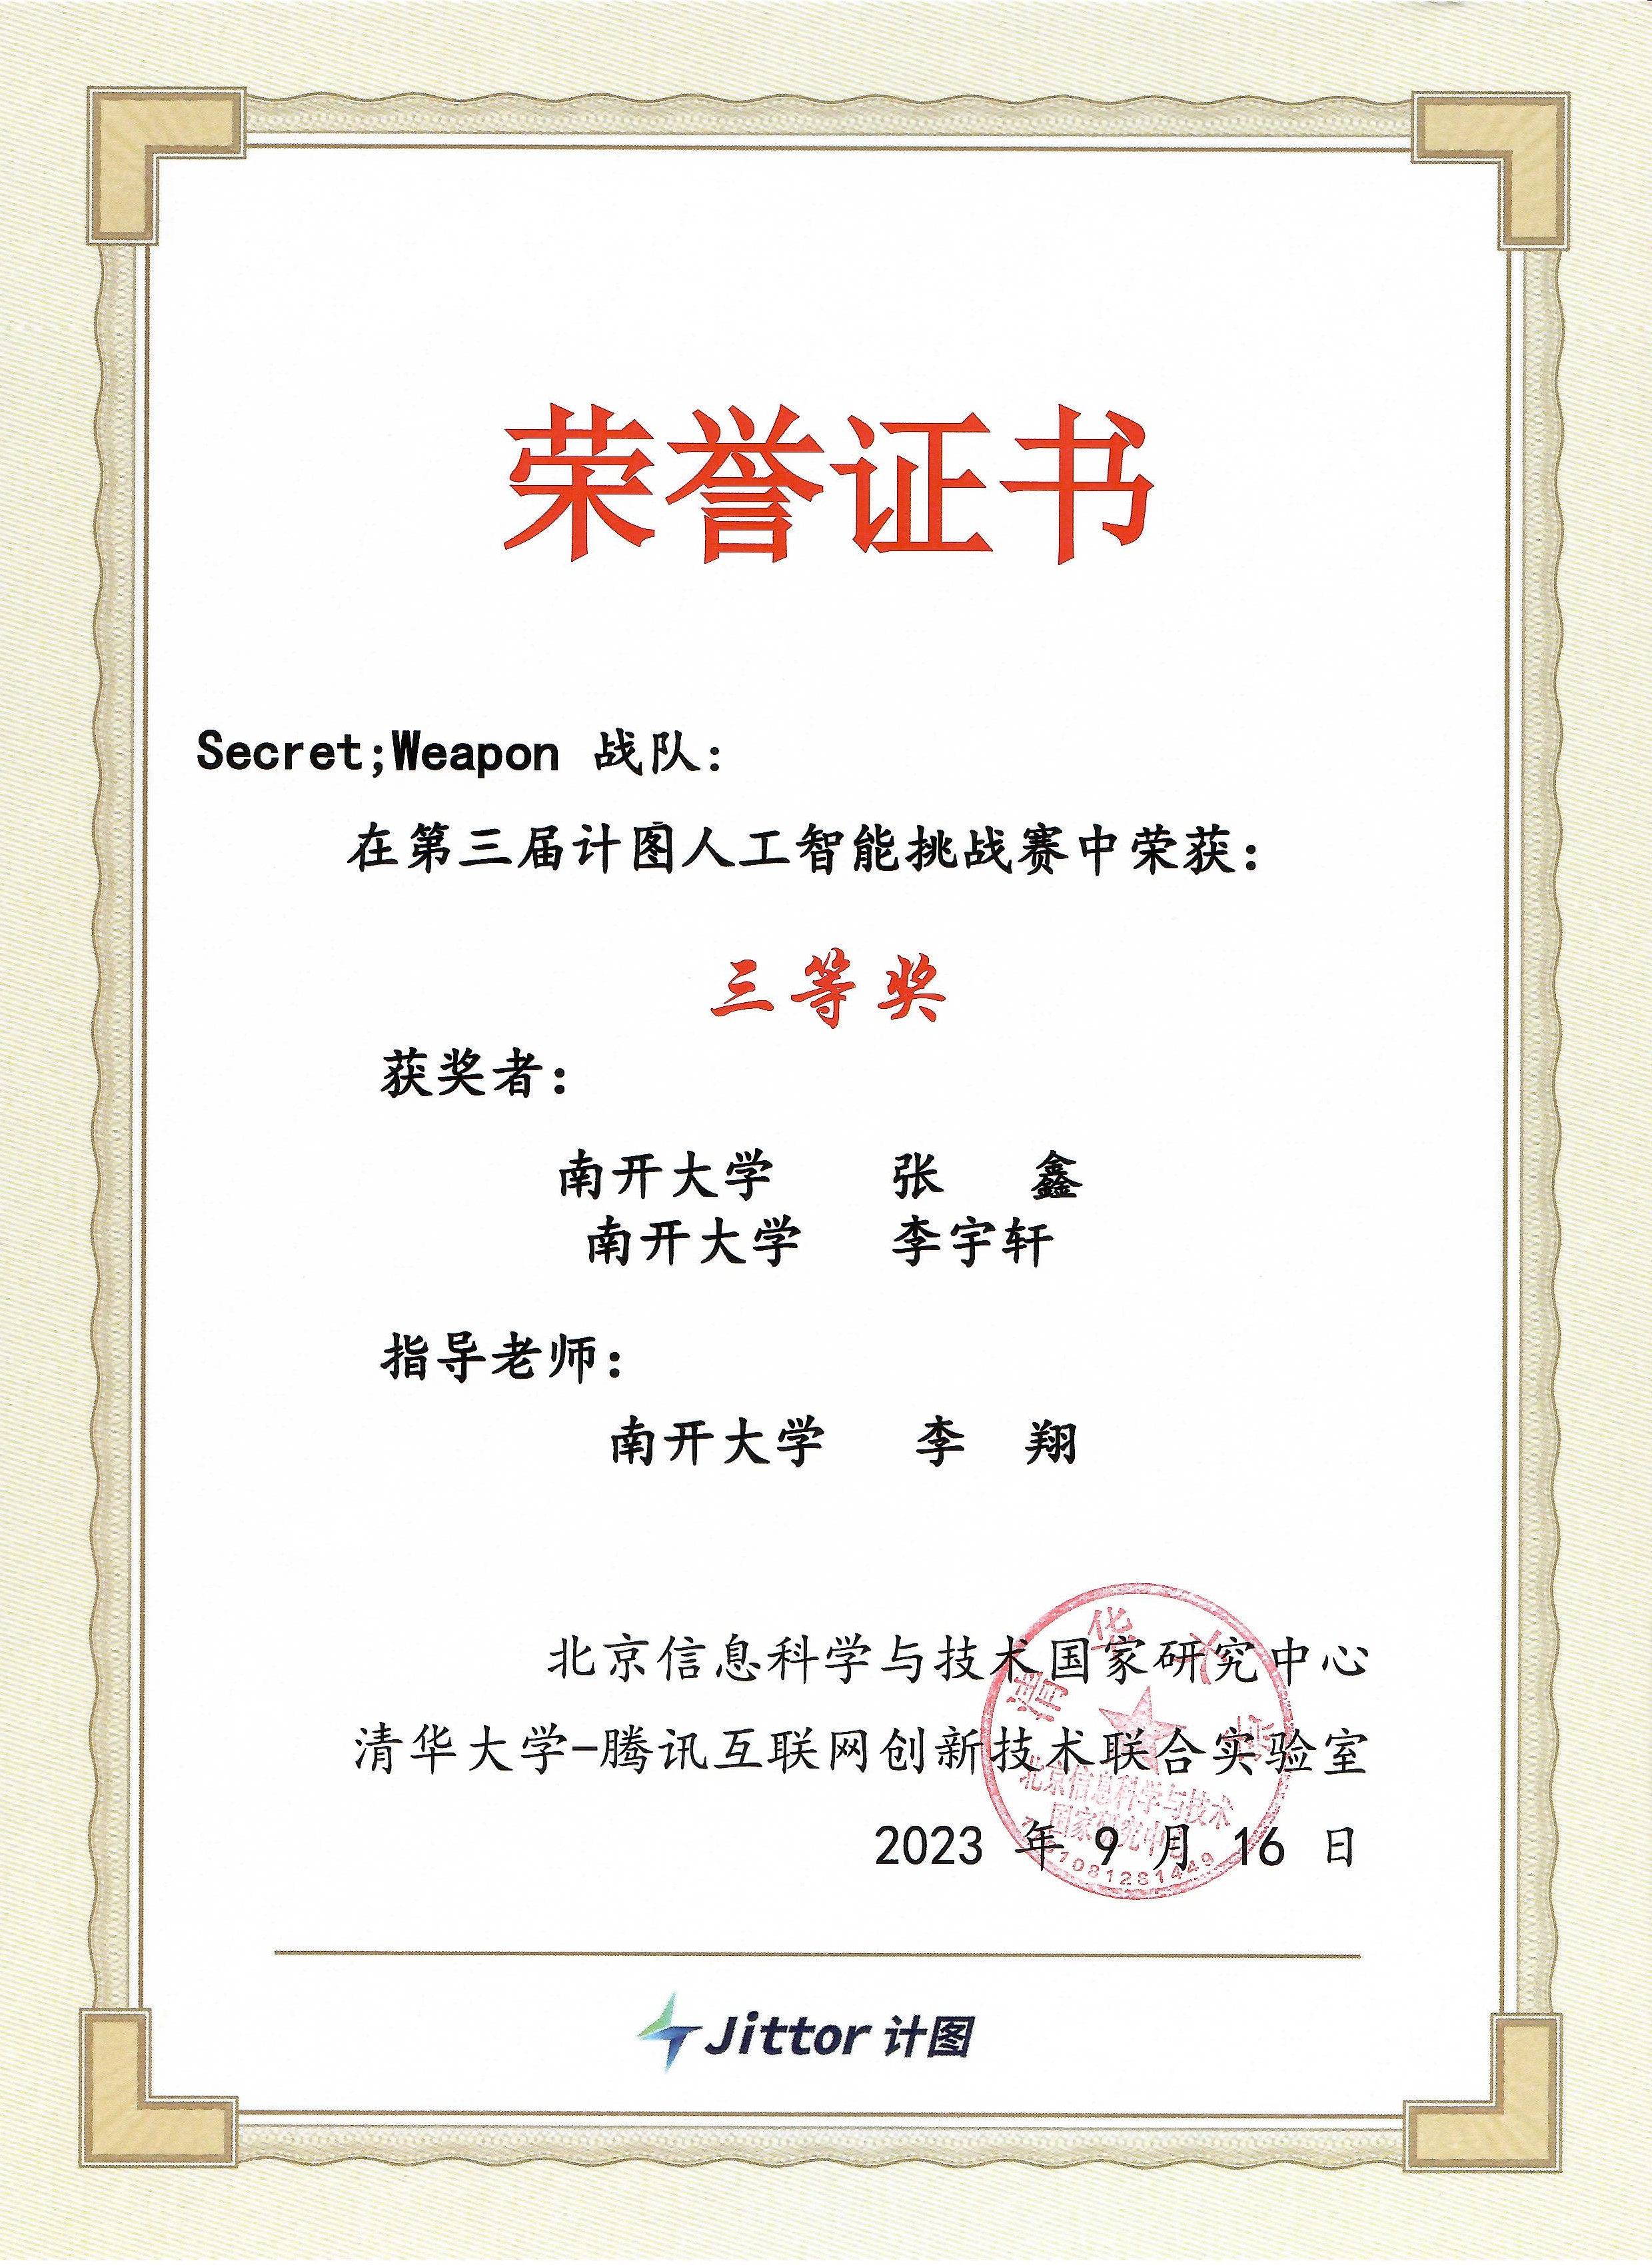 荣誉证书
Secret;Weapon 战队：
在第三届计图人工智能挑战赛中荣获：
三等奖
获奖者：
南开大学 张 鑫
南开大学 李宇轩
指导老师：
南开大学 李 翔
北京信息科学与技术国家研究中心
清华大学-腾讯互联网创新技术联合实验室
2023 年 9 月 16 日
清华大学
北京信息科学与技术
国家研究中心
Jittor 计图